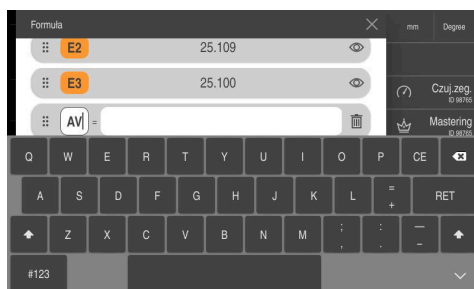 Formuła
mm Degree
E2 25.109
E3 25.100
Czuj.zeg.
ID 98765
AV =
Mastering
ID 98765
Q W E R T Y U I O P CE
A S D F G H J K L = + RET
Z X C V B N M ; , : . — -
#123